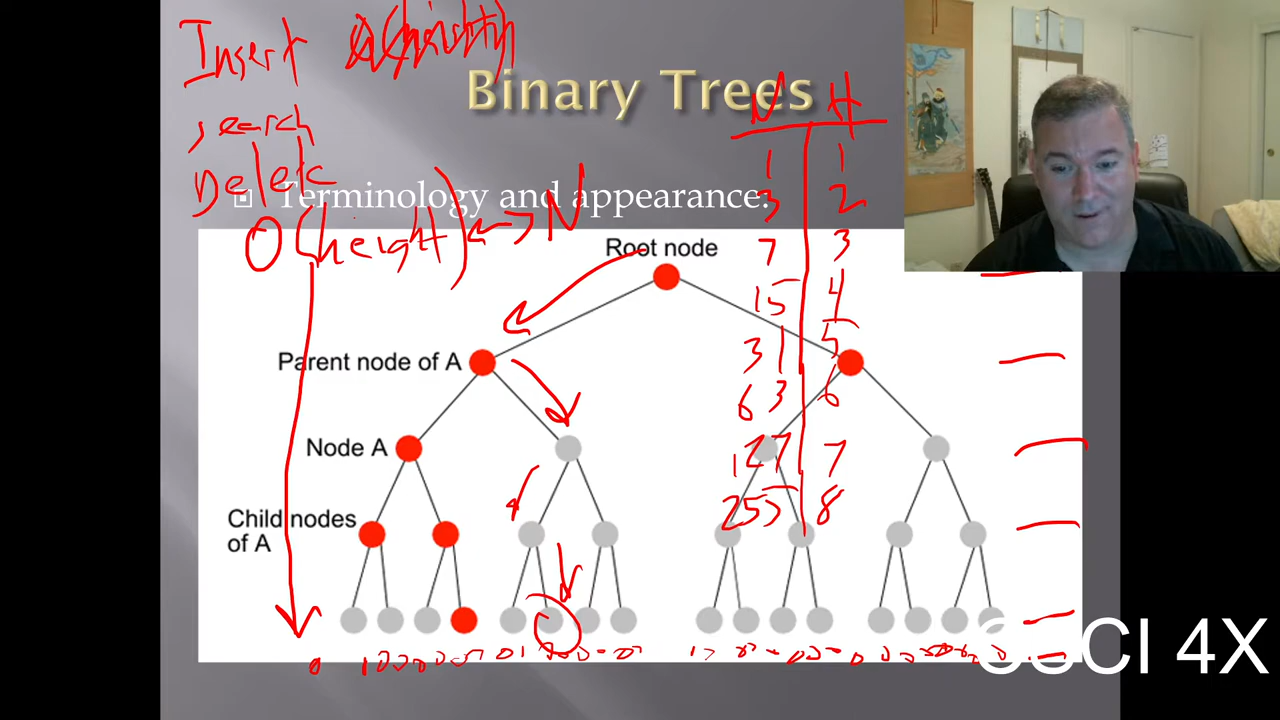 Insert
Binary Trees
search
Delete
Terminology and appearance:
O(height) ↔ N
N H
1 1
3 2
7 3
15 4
31 5
63 6
127 7
255 8
Root node
Parent node of A
Node A
Child nodes
of A
CSCI 4X